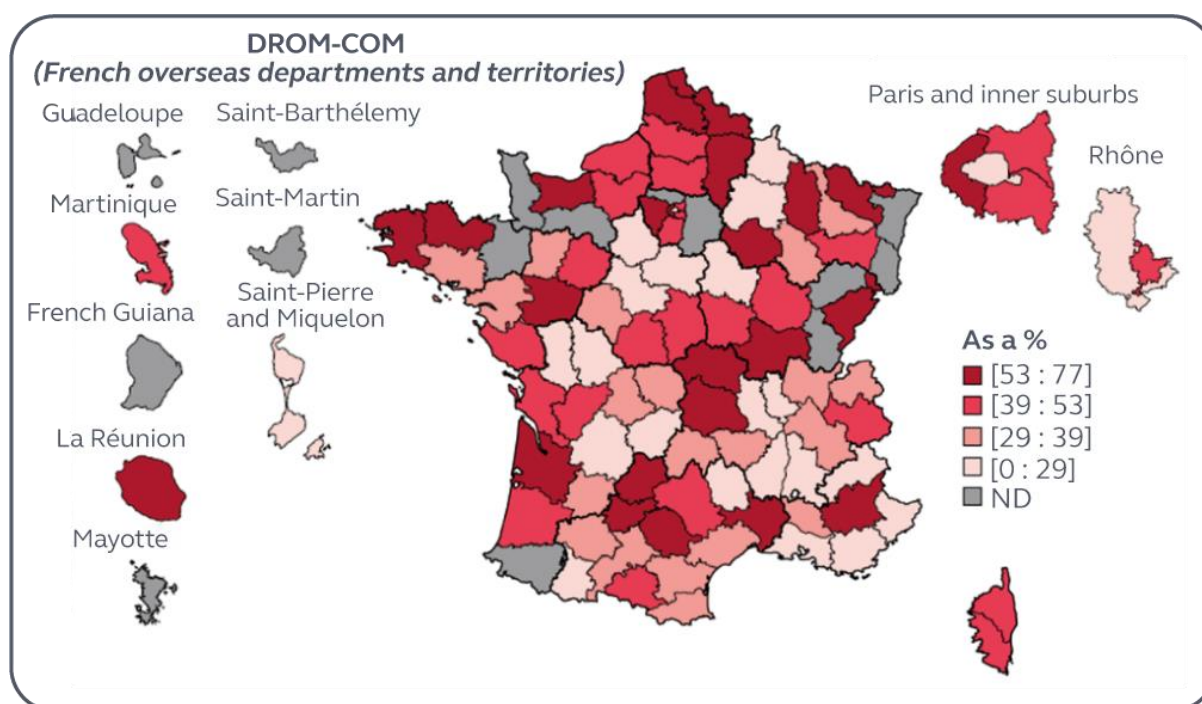 DROM-COM
(French overseas departments and territories)
Guadeloupe
Saint-Barthélemy
Martinique
Saint-Martin
French Guiana
Saint-Pierre
and Miquelon
La Réunion
Mayotte
Paris and inner suburbs
Rhône
As a %
[53 : 77]
[39 : 53]
[29 : 39]
[0 : 29]
ND